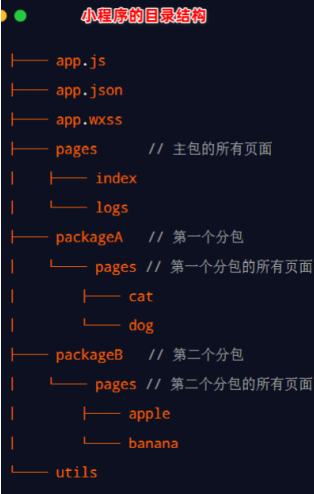 小程序的目录结构
├── app.js
├── app.json
├── app.wxss
├── pages // 主包的所有页面
│ ├── index
│ └── logs
├── packageA // 第一个分包
│ └── pages // 第一个分包的所有页面
│ ├── cat
│ └── dog
├── packageB // 第二个分包
│ └── pages // 第二个分包的所有页面
│ ├── apple
│ └── banana
└── utils